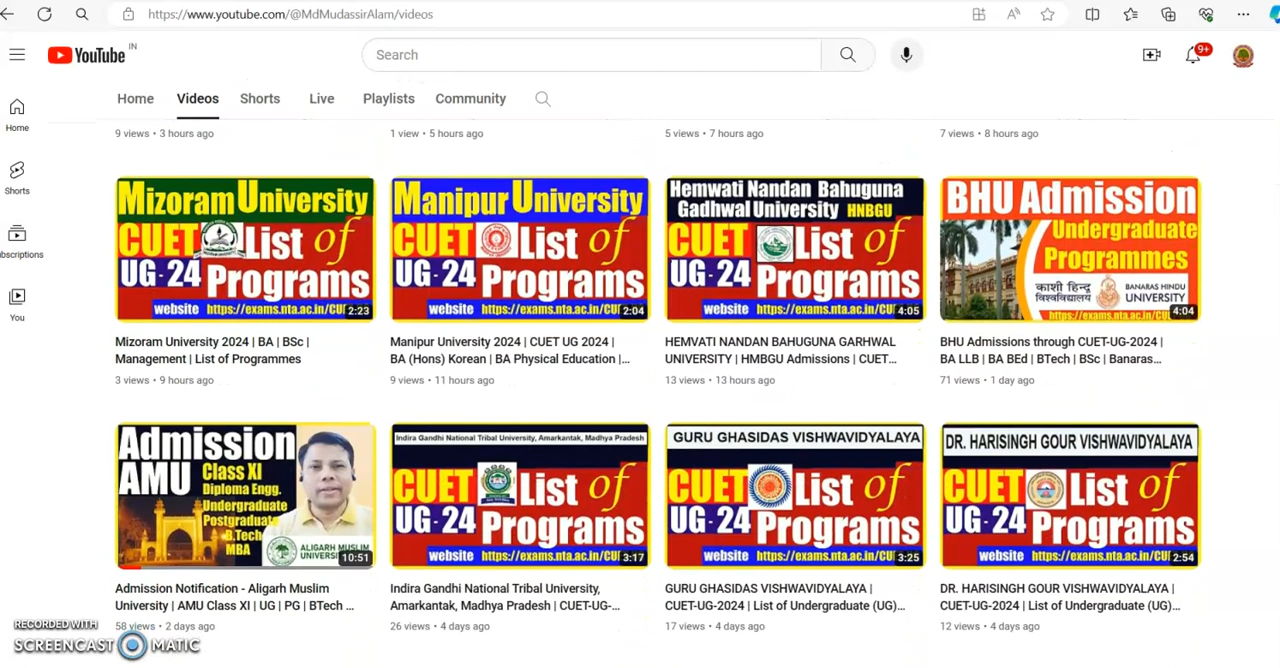 https://www.youtube.com/@MdMudassirAlam/videos
YouTube IN
Search
9+
Home Videos Shorts Live Playlists Community
Home
Shorts
bscriptions
You
9 views • 3 hours ago
1 view • 5 hours ago
5 views • 7 hours ago
7 views • 8 hours ago
Mizoram University
CUET List of
UG-24 Programs
website https://exams.nta.ac.in/CUE
2:23
Mizoram University 2024 | BA | BSc |
Management | List of Programmes
3 views • 9 hours ago
Manipur University
CUET List of
UG-24 Programs
website https://exams.nta.ac.in/CU
2:04
Manipur University 2024 | CUET UG 2024 |
BA (Hons) Korean | BA Physical Education |...
9 views • 11 hours ago
Hemwati Nandan Bahuguna
Gadhwal University HNBGU
CUET List of
UG-24 Programs
website https://exams.nta.ac.in/CU
4:05
HEMVATI NANDAN BAHUGUNA GARHWAL
UNIVERSITY | HMBGU Admissions | CUET...
13 views • 13 hours ago
BHU Admission
Undergraduate
Programmes
काशी हिन्दू
विश्वविद्यालय
BANARAS HINDU
UNIVERSITY
4:04
BHU Admissions through CUET-UG-2024 |
BA LLB | BA BEd | BTech | BSc | Banaras...
71 views • 1 day ago
Admission
AMU
Class XI
Diploma Engg.
Undergraduate
Postgraduate
B.Tech
MBA
ALIGARH MUSLIM
UNIVERSI
10:51
Admission Notification - Aligarh Muslim
University | AMU Class XI | UG | PG | BTech ...
58 views • 2 days ago
Indira Gandhi National Tribal University, Amarkantak, Madhya Pradesh
CUET List of
UG-24 Programs
website https://exams.nta.ac.in/CU
3:17
Indira Gandhi National Tribal University,
Amarkantak, Madhya Pradesh | CUET-UG-...
26 views • 4 days ago
GURU GHASIDAS VISHWAVIDYALAYA
CUET List of
UG-24 Programs
website https://exams.nta.ac.in/CU
3:25
GURU GHASIDAS VISHWAVIDYALAYA |
CUET-UG-2024 | List of Undergraduate (UG)...
17 views • 4 days ago
DR. HARISINGH GOUR VISHWAVIDYALAYA
CUET List of
UG-24 Programs
website https://exams.nta.ac.in/CU
2:54
DR. HARISINGH GOUR VISHWAVIDYALAYA |
CUET-UG-2024 | List of Undergraduate (UG)...
12 views • 4 days ago
RECORDED WITH
SCREENCAST MATIC